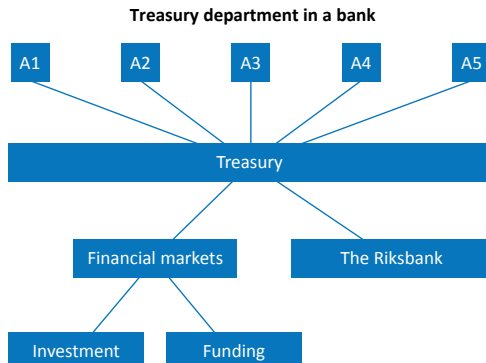 Treasury department in a bank
A1
A2
A3
A4
A5
Treasury
Financial markets
The Riksbank
Investment
Funding